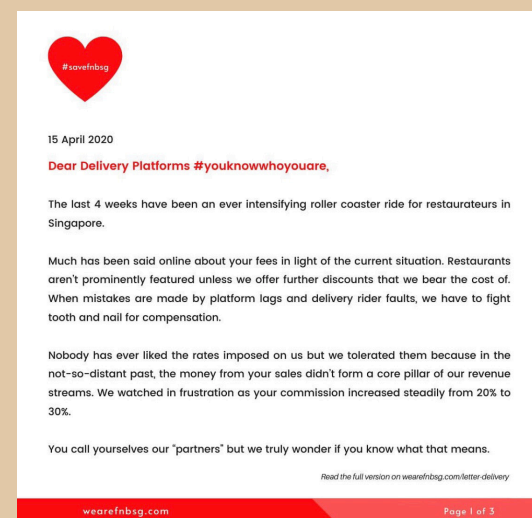 #savefnbsg
15 April 2020
Dear Delivery Platforms #youknowwhoyouare,
The last 4 weeks have been an ever intensifying roller coaster ride for restaurateurs in
Singapore.
Much has been said online about your fees in light of the current situation. Restaurants
aren't prominently featured unless we offer further discounts that we bear the cost of.
When mistakes are made by platform lags and delivery rider faults, we have to fight
tooth and nail for compensation.
Nobody has ever liked the rates imposed on us but we tolerated them because in the
not-so-distant past, the money from your sales didn't form a core pillar of our revenue
streams. We watched in frustration as your commission increased steadily from 20% to
30%.
You call yourselves our "partners" but we truly wonder if you know what that means.
Read the full version on wearefnbsg.com/letter-delivery
wearefnbsg.com Page 1 of 3